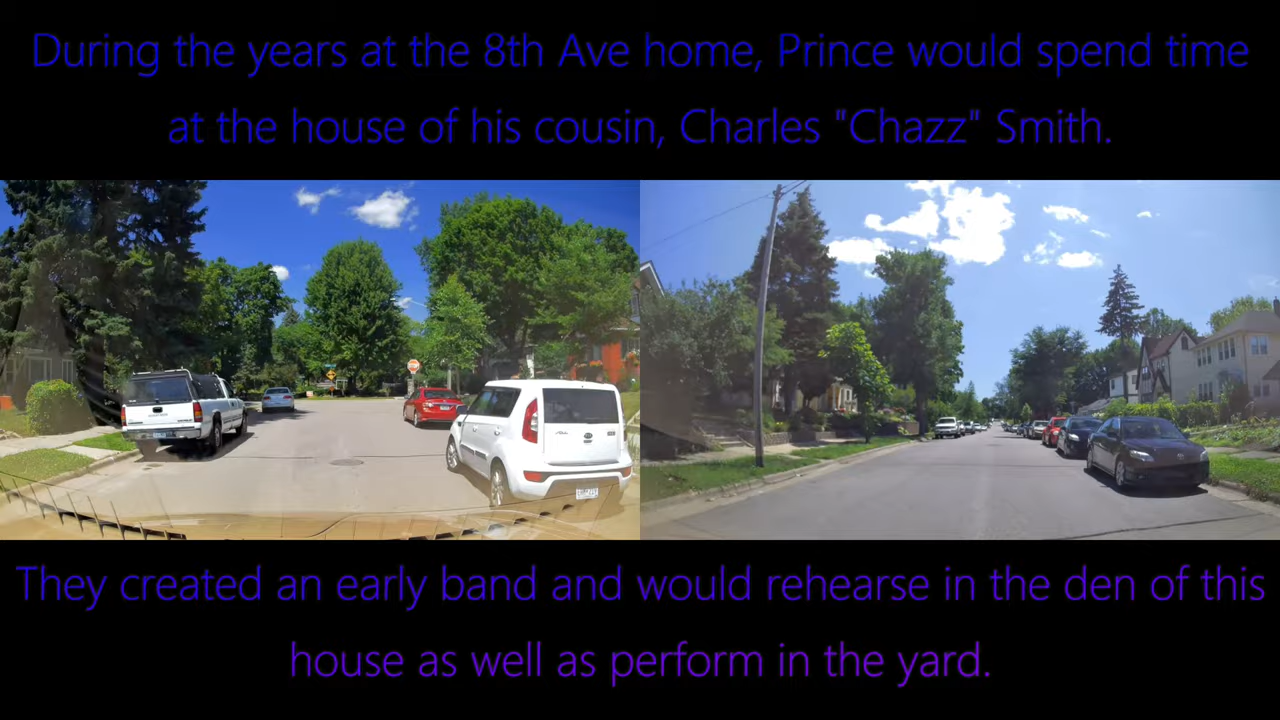 During the years at the 8th Ave home, Prince would spend time
at the house of his cousin, Charles "Chazz" Smith.
They created an early band and would rehearse in the den of this
house as well as perform in the yard.